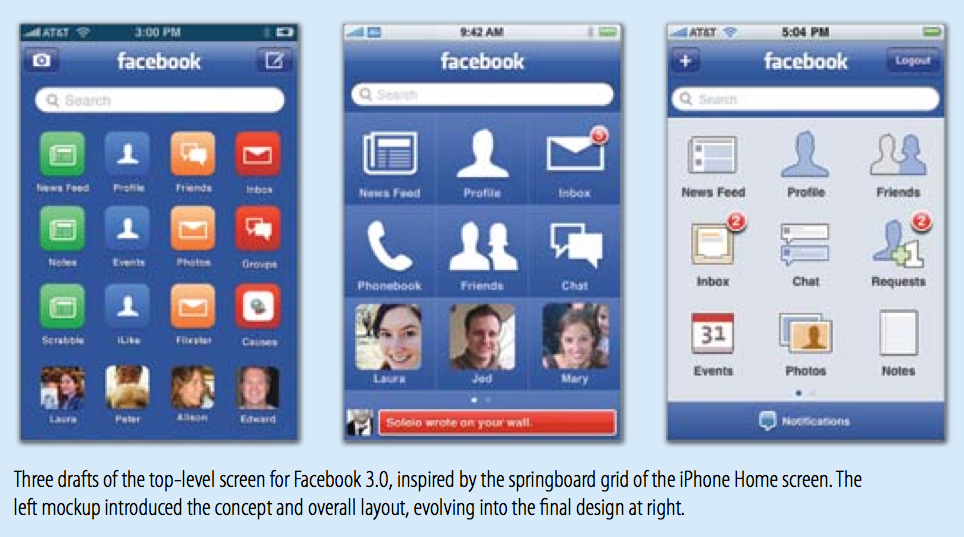 AT&T 3:00 PM
facebook
Search
News Feed Profile Friends Inbox
Notes Events Photos Groups
Scrabble iLike Flixster Causes
Laura Peter Alison Edward
9:42 AM
facebook
Search
News Feed Profile Inbox
3
Phonebook Friends Chat
Laura Jed Mary
Soleio wrote on your wall.
AT&T 5:04 PM
+ facebook Logout
Search
News Feed Profile Friends
2 2
Inbox Chat Requests
+1
31
Events Photos Notes
Notifications
Three drafts of the top-level screen for Facebook 3.0, inspired by the springboard grid of the iPhone Home screen. The
left mockup introduced the concept and overall layout, evolving into the final design at right.